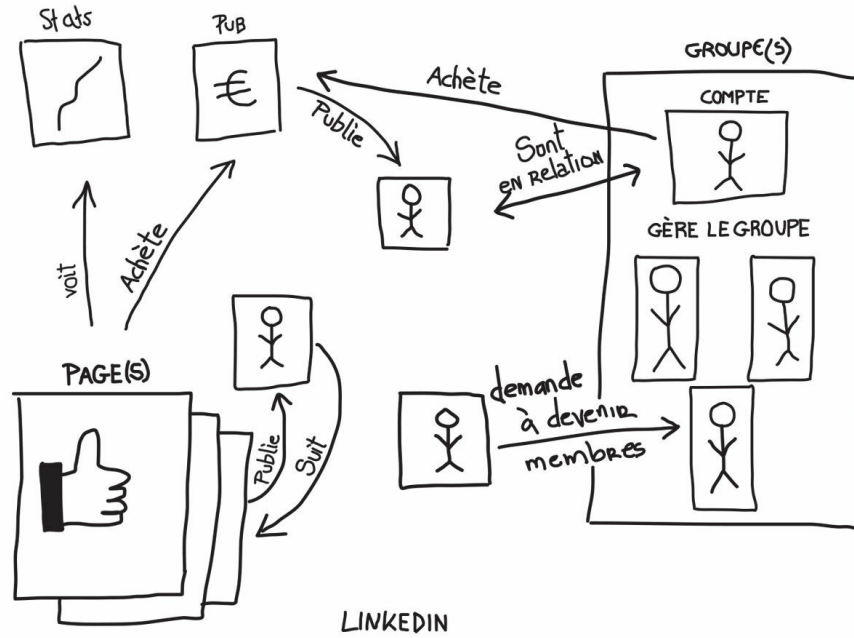 Stats
PUB
€
GROUPE(S)
COMPTE
Achète
Publie
Sont
en relation
GÈRE LE GROUPE
voit
Achète
PAGE(S)
Publie
Suit
demande
à devenir
membres
LINKEDIN